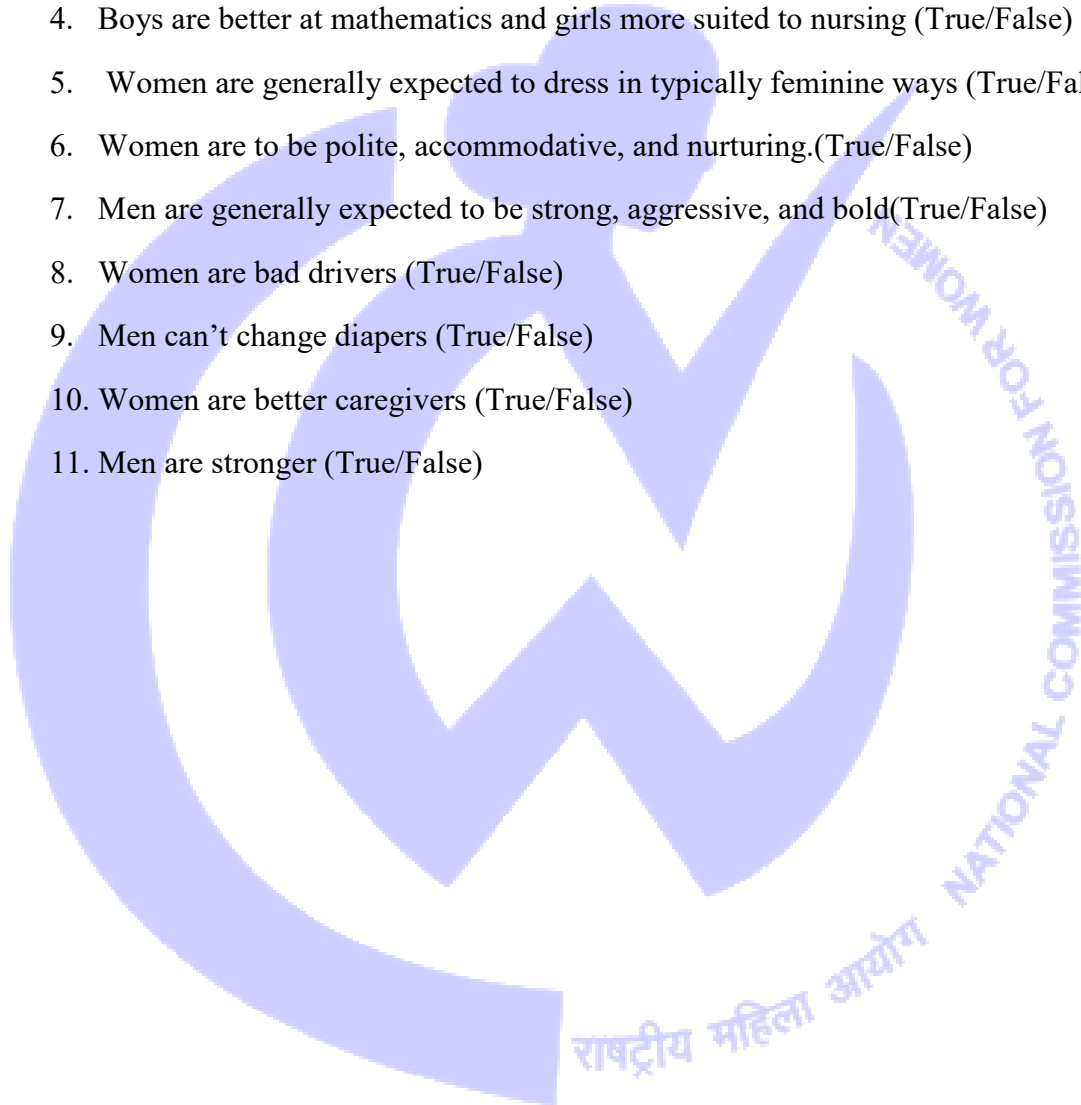 4. Boys are better at mathematics and girls more suited to nursing (True/False)
5. Women are generally expected to dress in typically feminine ways (True/Fal
6. Women are to be polite, accommodative, and nurturing.(True/False)
7. Men are generally expected to be strong, aggressive, and bold(True/False)
8. Women are bad drivers (True/False)
9. Men can’t change diapers (True/False)
10. Women are better caregivers (True/False)
11. Men are stronger (True/False)
राषट्रीय महिला आयोग NATIONAL COMMISSION FOR WOMEN